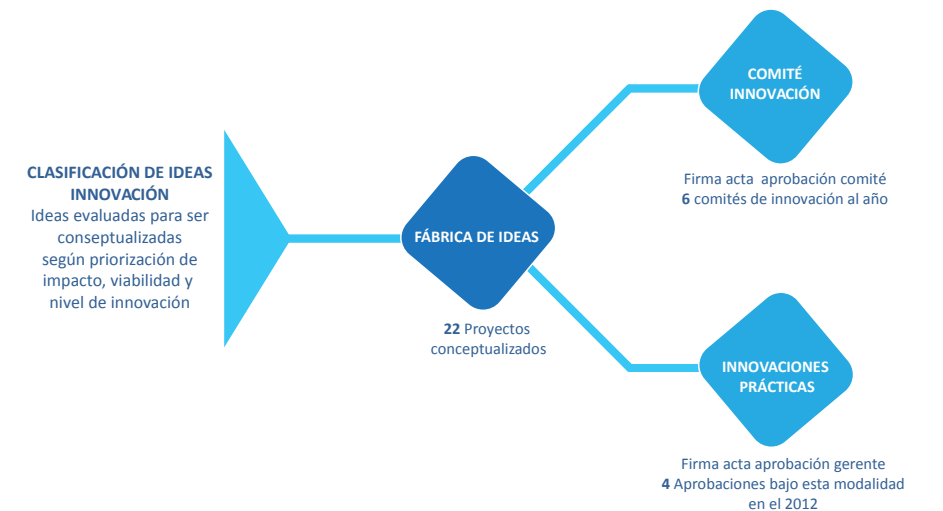 CLASIFICACIÓN DE IDEAS
INNOVACIÓN
Ideas evaluadas para ser
conseptualizadas
según priorización de
impacto, viabilidad y
nivel de innovación
FÁBRICA DE IDEAS
22 Proyectos
conceptualizados
COMITÉ
INNOVACIÓN
Firma acta aprobación comité
6 comités de innovación al año
INNOVACIONES
PRÁCTICAS
Firma acta aprobación gerente
4 Aprobaciones bajo esta modalidad
en el 2012